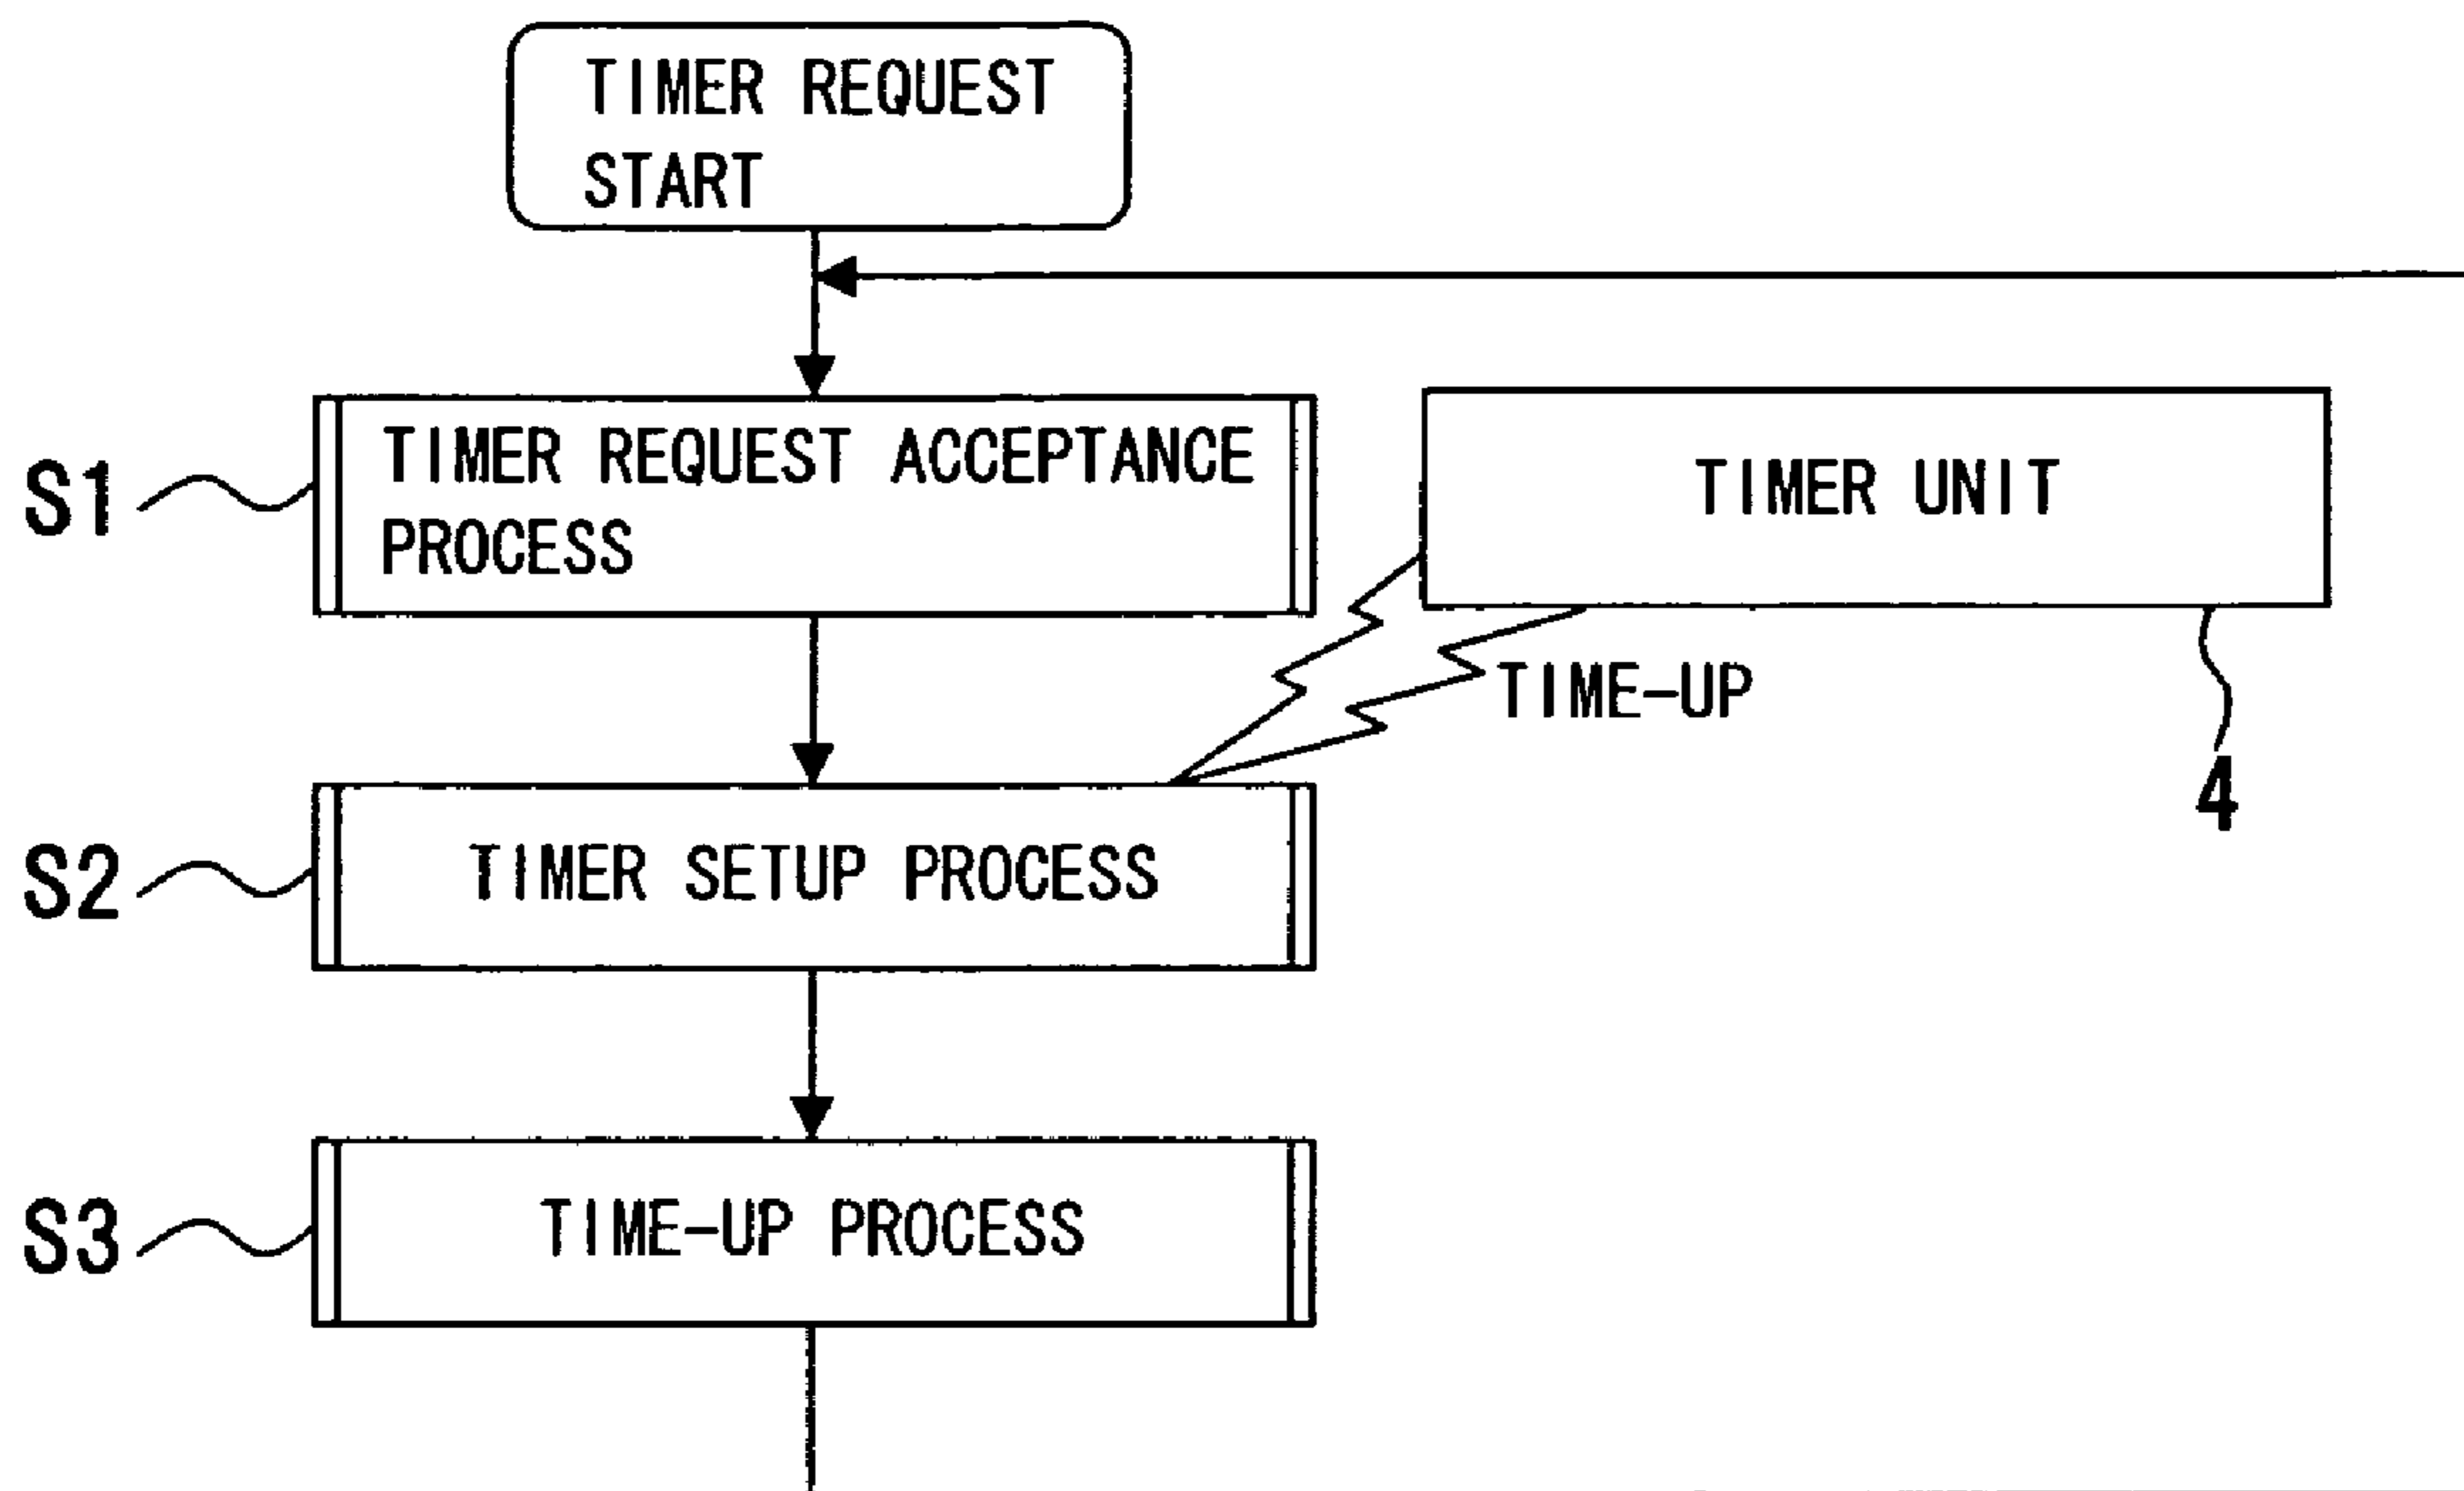 TIMER REQUEST
START
S1
TIMER REQUEST ACCEPTANCE
PROCESS
TIMER UNIT
TIME-UP
4
S2
TIMER SETUP PROCESS
S3
TIME-UP PROCESS